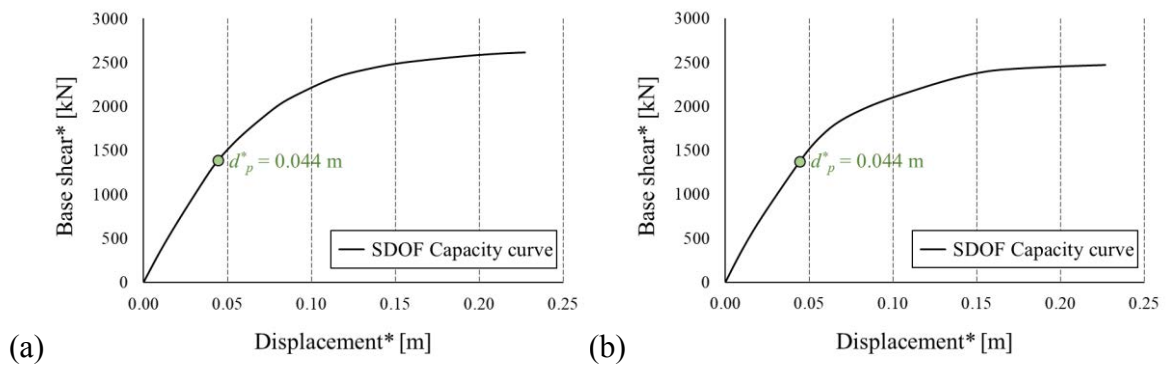 3000
2500
2000
1500
1000
500
0
Base shear* [kN]
d*p = 0.044 m
SDOF Capacity curve
0.00 0.05 0.10 0.15 0.20 0.25
Displacement* [m]
(a)
3000
2500
2000
1500
1000
500
0
Base shear* [kN]
d*p = 0.044 m
SDOF Capacity curve
0.00 0.05 0.10 0.15 0.20 0.25
Displacement* [m]
(b)